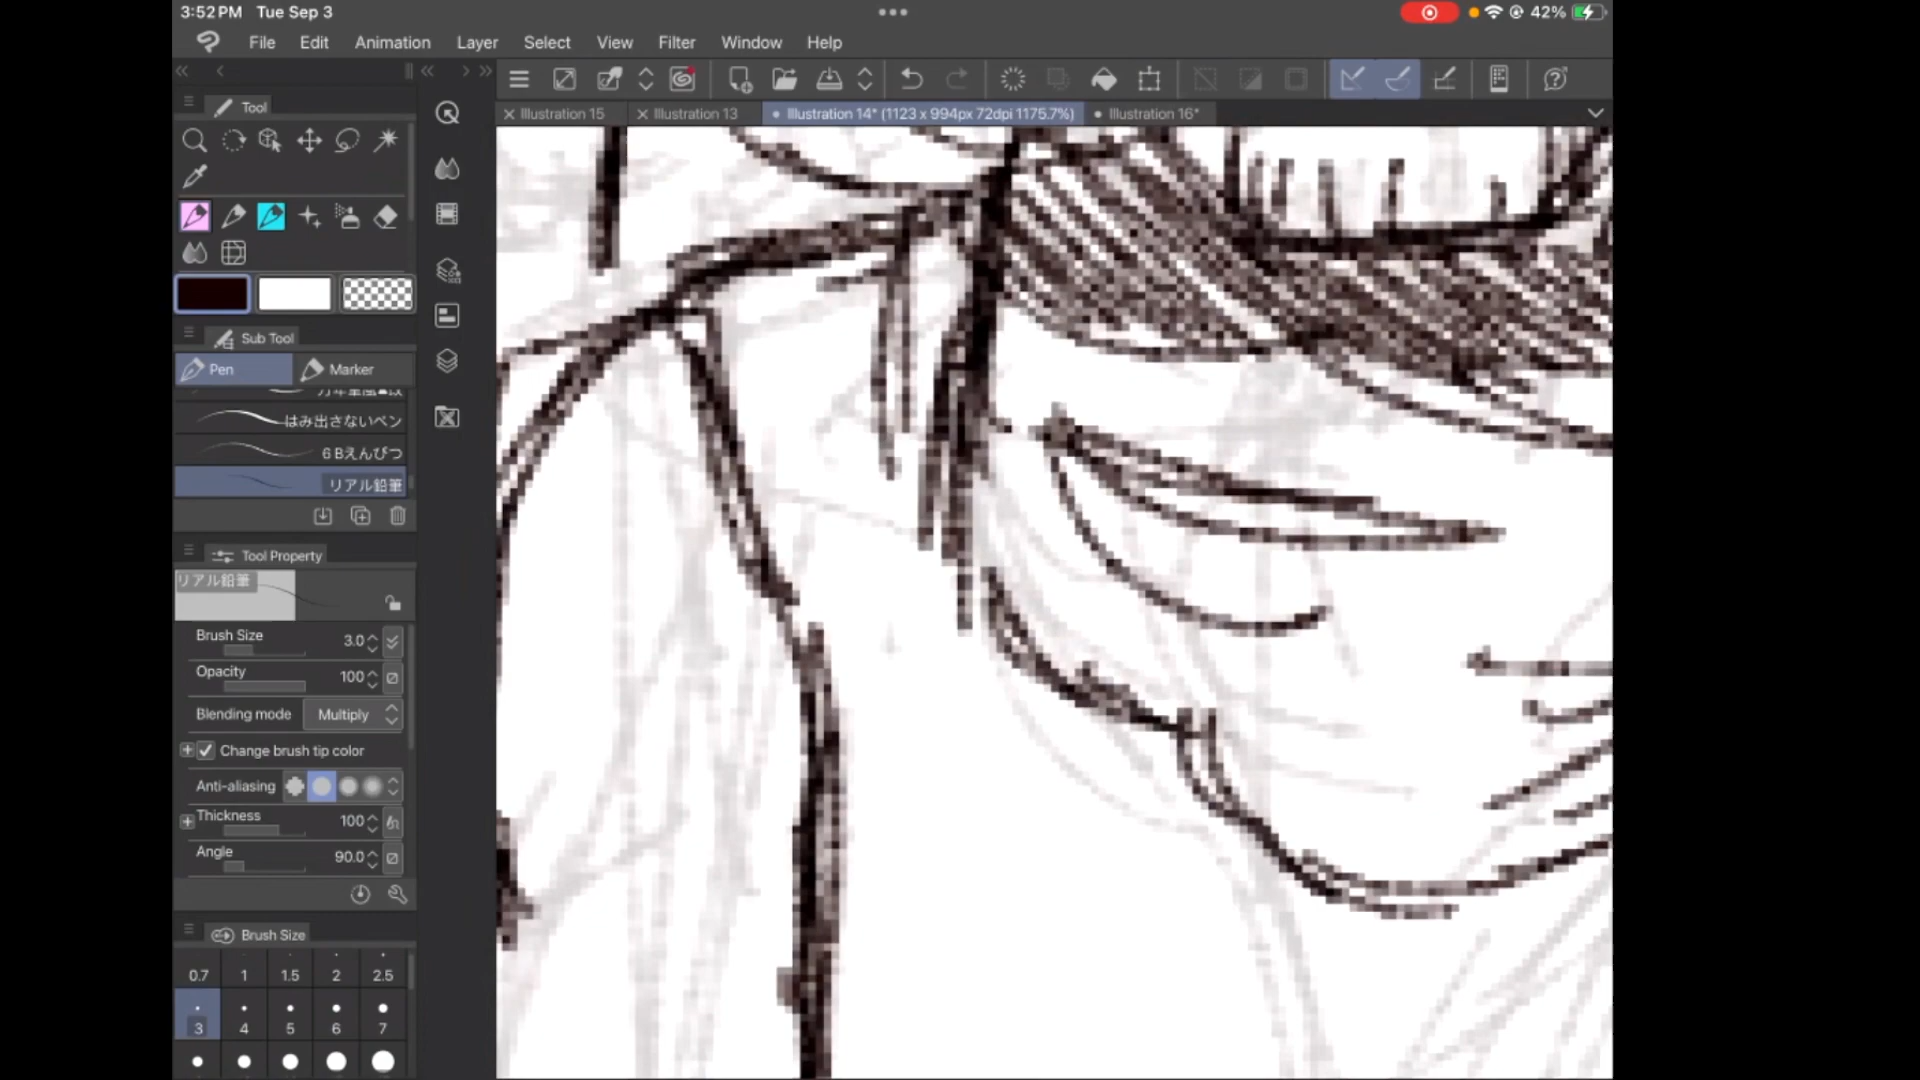 3:52 PM Tue Sep 3
42%
File Edit Animation Layer Select View Filter Window Help
Tool
Illustration 15
Illustration 13
Illustration 14* (1123 x 994px 72dpi 1175.7%)
Illustration 16*
Sub Tool
Pen
Marker
はみ出さないペン
6Bえんぴつ
リアル鉛筆
Tool Property
リアル鉛筆
Brush Size 3.0
Opacity 100
Blending mode Multiply
Change brush tip color
Anti-aliasing
Thickness 100
Angle 90.0
Brush Size
0.7 1 1.5 2 2.5
3 4 5 6 7